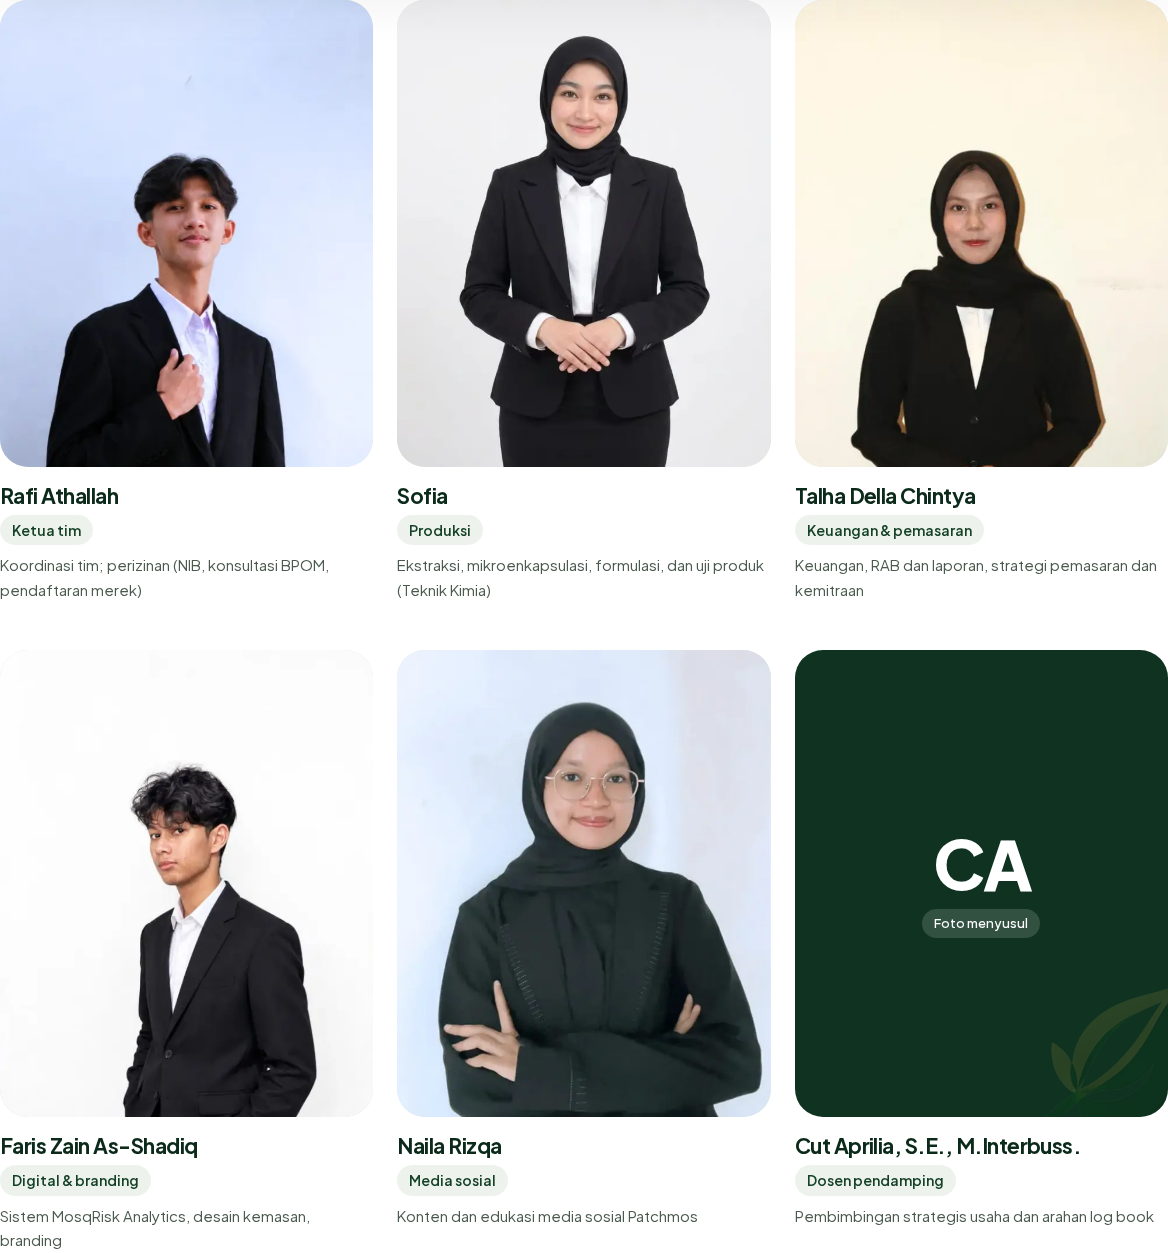 Rafi Athallah
Ketua tim
Koordinasi tim; perizinan (NIB, konsultasi BPOM,
pendaftaran merek)
Sofia
Produksi
Ekstraksi, mikroenkapsulasi, formulasi, dan uji produk
(Teknik Kimia)
Talha Della Chintya
Keuangan & pemasaran
Keuangan, RAB dan laporan, strategi pemasaran dan
kemitraan
Faris Zain As-Shadiq
Digital & branding
Sistem MosqRisk Analytics, desain kemasan,
branding
Naila Rizqa
Media sosial
Konten dan edukasi media sosial Patchmos
CA
Foto menyusul
Cut Aprilia, S.E., M.Interbuss.
Dosen pendamping
Pembimbingan strategis usaha dan arahan log book